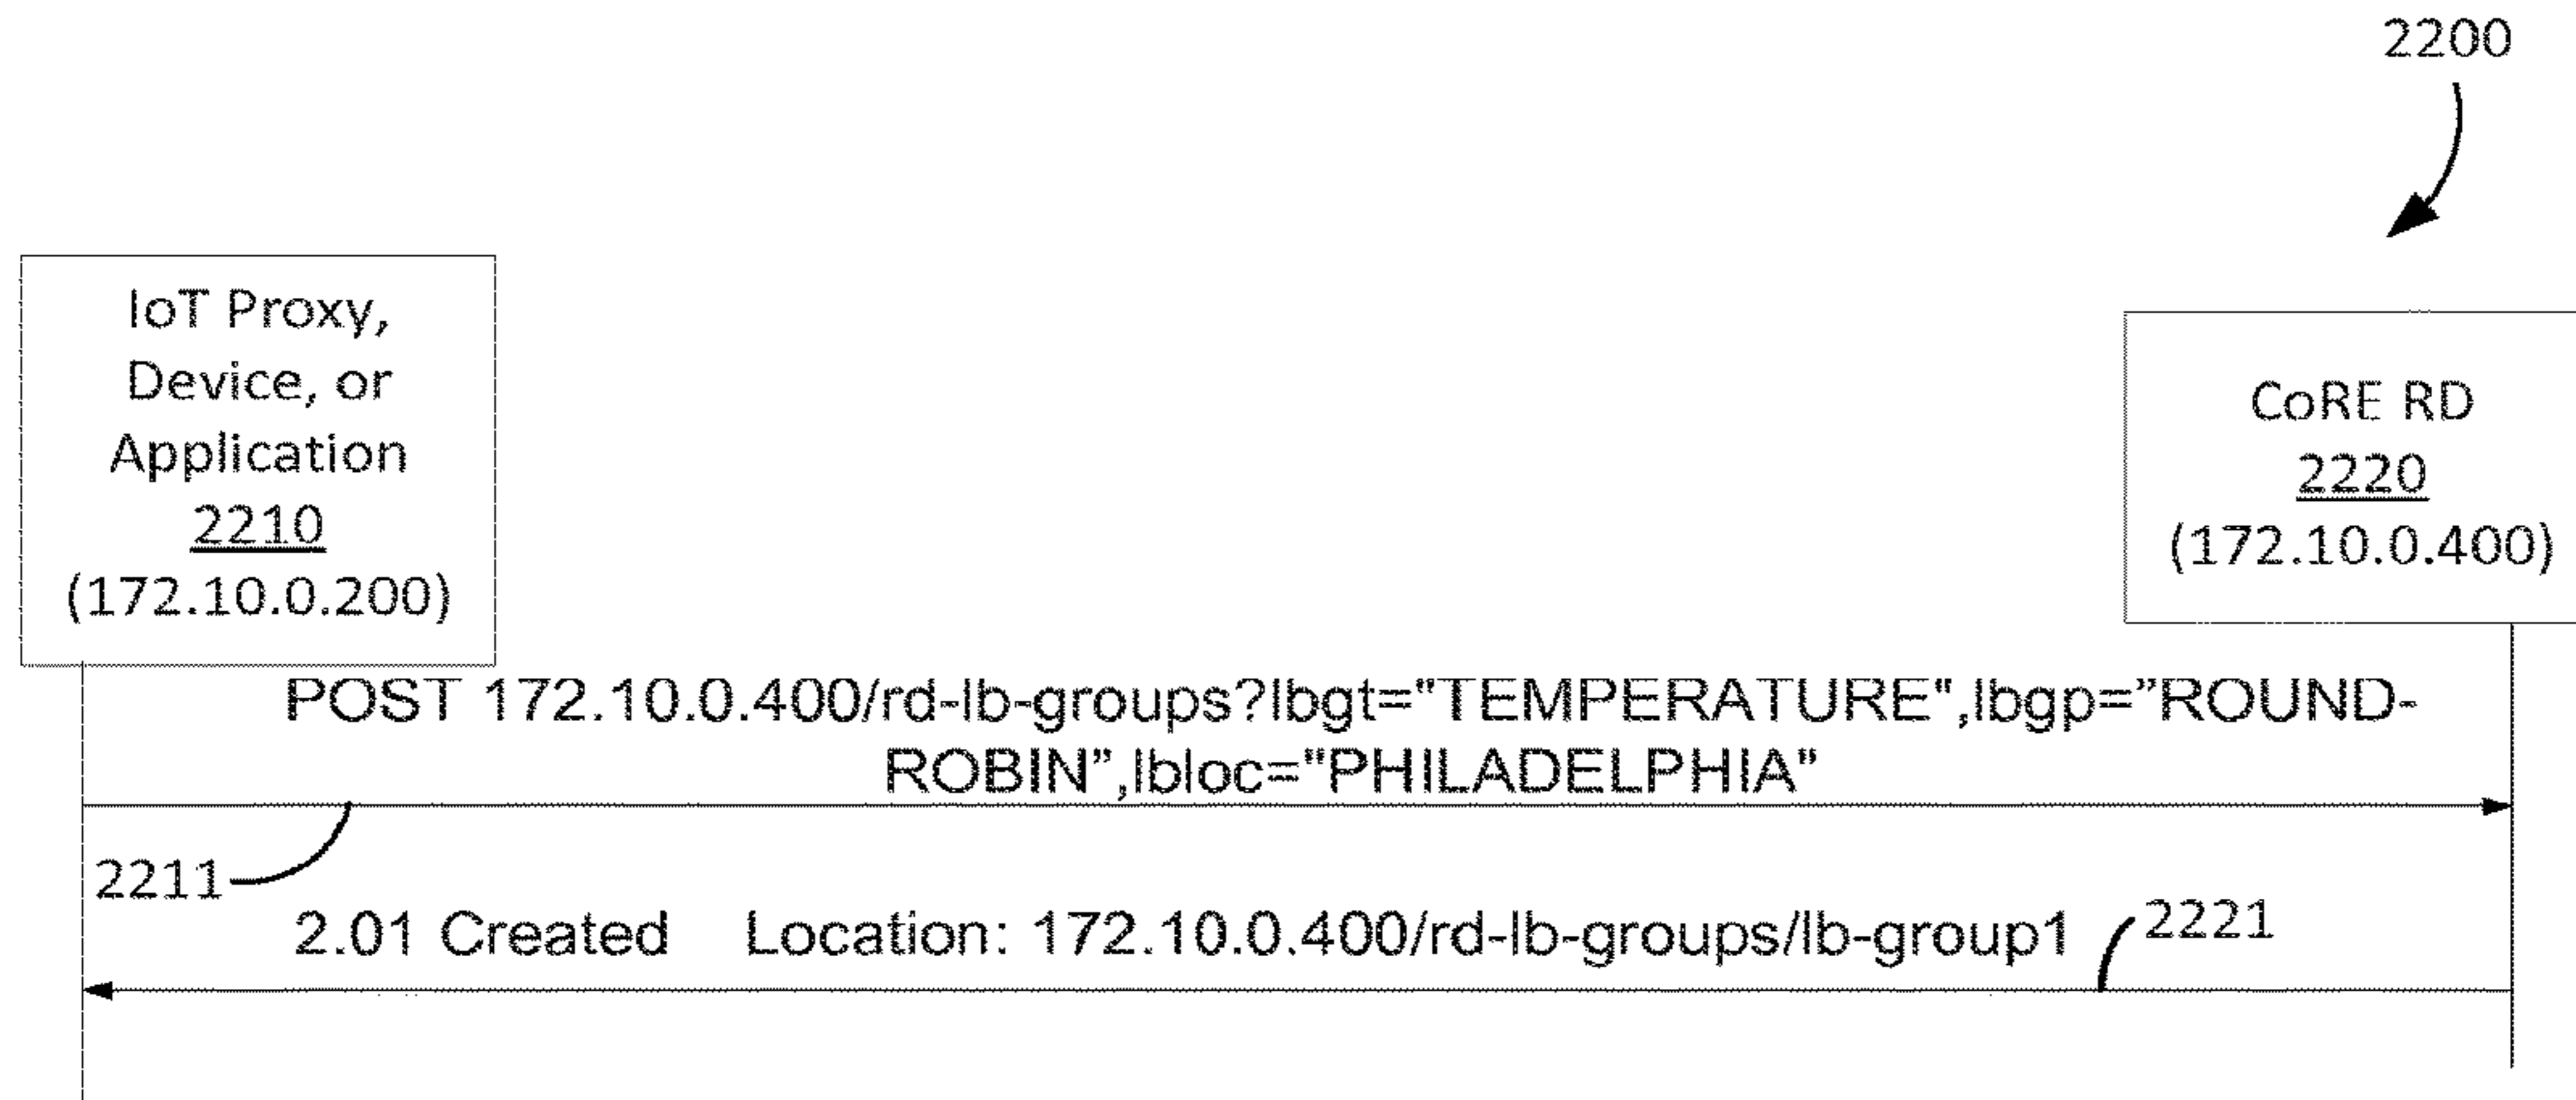 2200
IoT Proxy,
Device, or
Application
2210
(172.10.0.200)
CoRE RD
2220
(172.10.0.400)
POST 172.10.0.400/rd-lb-groups?lbgt="TEMPERATURE",lbgp=”ROUND-
ROBIN”,lbloc="PHILADELPHIA"
2211
2.01 Created Location: 172.10.0.400/rd-lb-groups/lb-group1
2221